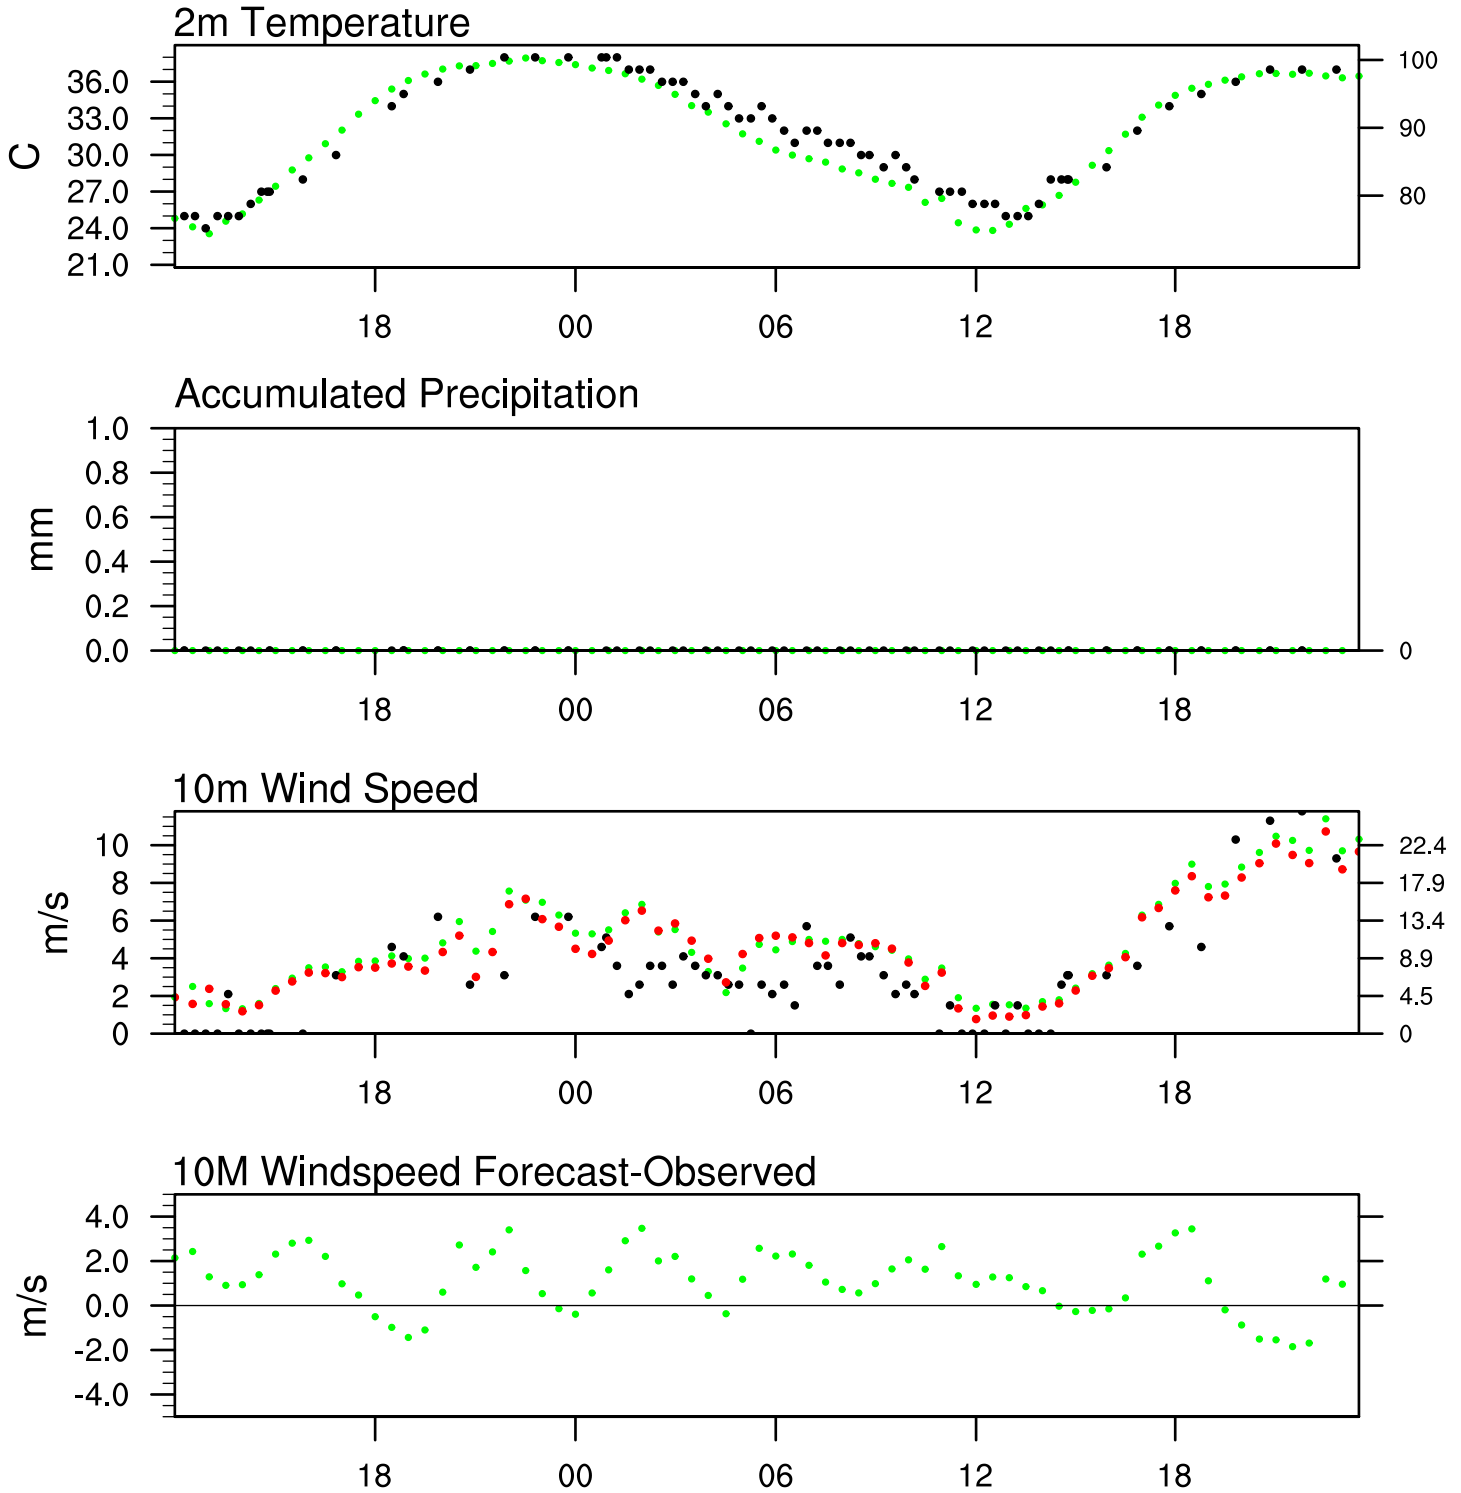 2m Temperature
C
36.0
33.0
30.0
27.0
24.0
21.0
100
90
80
18 00 06 12 18
Accumulated Precipitation
mm
1.0
0.8
0.6
0.4
0.2
0.0
0
18 00 06 12 18
10m Wind Speed
m/s
10
8
6
4
2
0
22.4
17.9
13.4
8.9
4.5
0
18 00 06 12 18
10M Windspeed Forecast-Observed
m/s
4.0
2.0
0.0
-2.0
-4.0
18 00 06 12 18